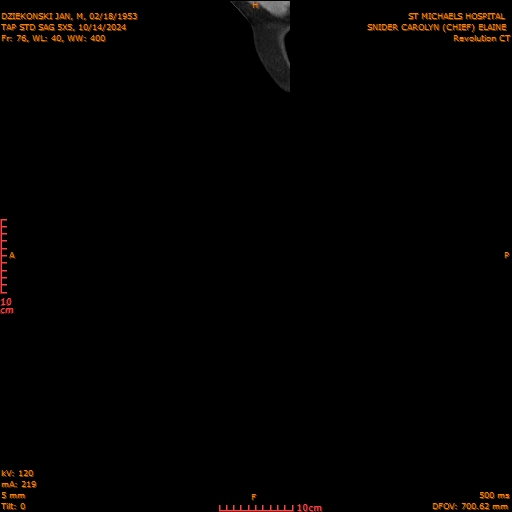 H
DZIEKONSKI JAN, M, 02/18/1953
TAP STD SAG 5X5, 10/14/2024
Fr: 76, WL: 40, WW: 400
ST MICHAELS HOSPITAL
SNIDER CAROLYN (CHIEF) ELAINE
Revolution CT
A
P
10
cm
kV: 120
mA: 219
5 mm
Tilt: 0
F
10cm
500 ms
DFOV: 700.62 mm